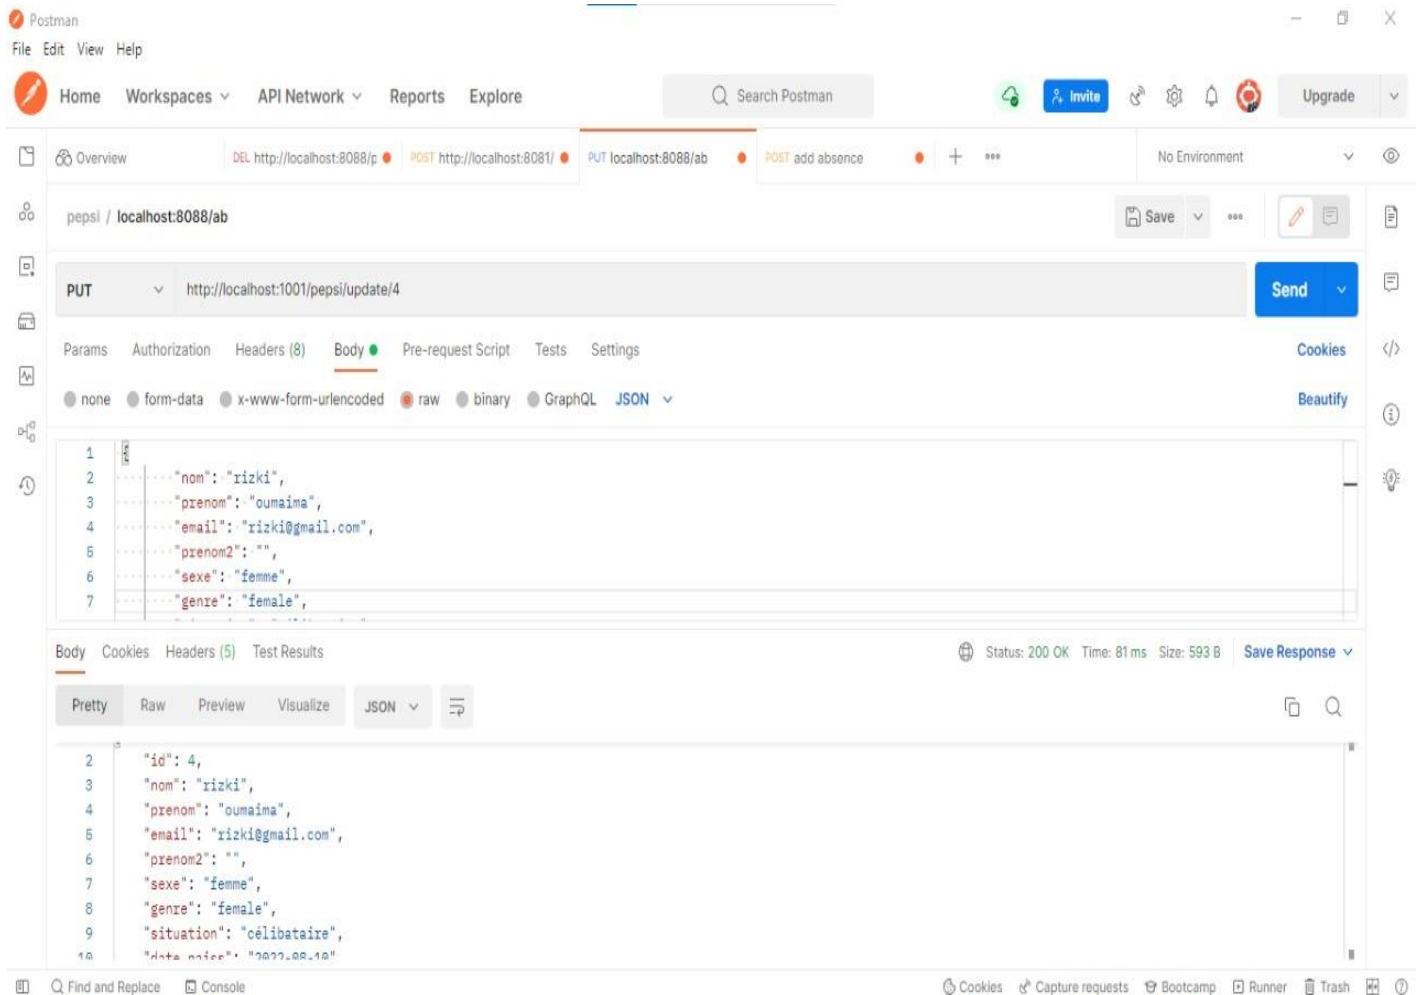 Postman
File Edit View Help
Home Workspaces API Network Reports Explore Search Postman Invite Upgrade
Overview DEL http://localhost:8088/p POST http://localhost:8081/ PUT localhost:8088/ab POST add absence No Environment
pepsi / localhost:8088/ab Save
PUT http://localhost:1001/pepsi/update/4 Send
Params Authorization Headers (8) Body Pre-request Script Tests Settings Cookies
none form-data x-www-form-urlencoded raw binary GraphQL JSON Beautify
1 {
2 "nom": "rizki",
3 "prenom": "oumaima",
4 "email": "rizki@gmail.com",
5 "prenom2": "",
6 "sexe": "femme",
7 "genre": "female",
Body Cookies Headers (5) Test Results Status: 200 OK Time: 81 ms Size: 593 B Save Response
Pretty Raw Preview Visualize JSON
2 "id": 4,
3 "nom": "rizki",
4 "prenom": "oumaima",
5 "email": "rizki@gmail.com",
6 "prenom2": "",
7 "sexe": "femme",
8 "genre": "female",
9 "situation": "célibataire",
10 "date_naiss": "2022-08-10"
Find and Replace Console Cookies Capture requests Bootcamp Runner Trash